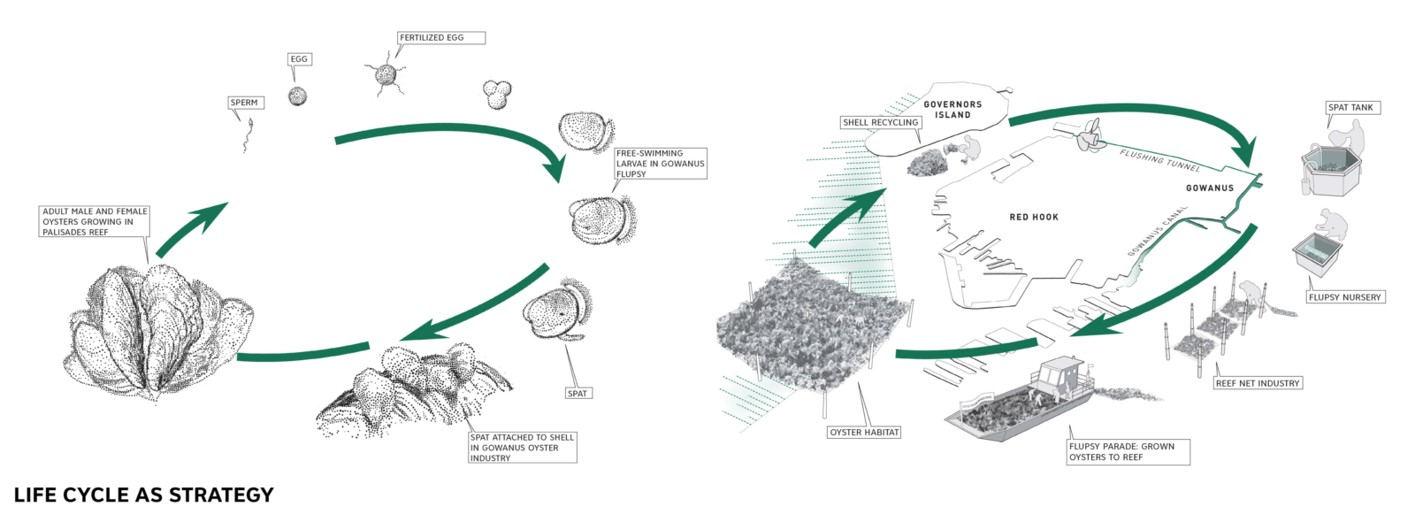 FERTILIZED EGG
EGG
SPERM
FREE-SWIMMING
LARVAE IN GOWANUS
FLUPSY
ADULT MALE AND FEMALE
OYSTERS GROWING IN
PALISADES REEF
SPAT
SPAT ATTACHED TO SHELL
IN GOWANUS OYSTER
INDUSTRY
GOVERNORS
ISLAND
SHELL RECYCLING
SPAT TANK
FLUSHING TUNNEL
GOWANUS
RED HOOK
GOWANUS CANAL
FLUPSY NURSERY
REEF NET INDUSTRY
OYSTER HABITAT
FLUPSY PARADE: GROWN
OYSTERS TO REEF
LIFE CYCLE AS STRATEGY